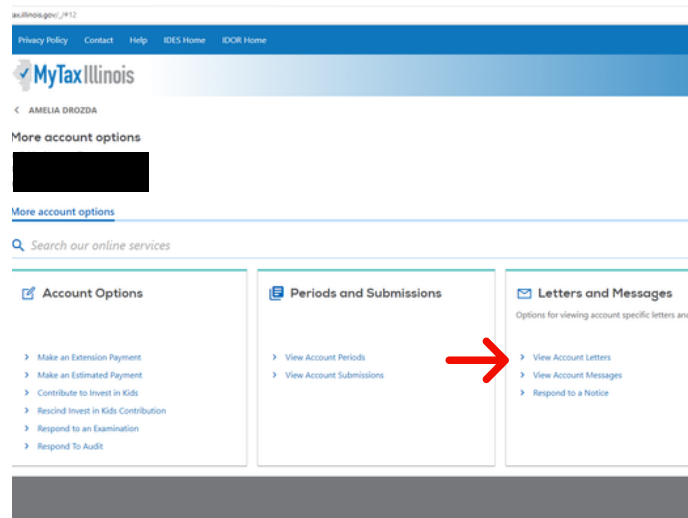 ax.illinois.gov/_/#12
Privacy Policy Contact Help IDES Home IDOR Home
MyTax Illinois
< AMELIA DROZDA
More account options
More account options
Search our online services
Account Options
Make an Extension Payment
Make an Estimated Payment
Contribute to Invest in Kids
Rescind Invest in Kids Contribution
Respond to an Examination
Respond To Audit
Periods and Submissions
View Account Periods
View Account Submissions
Letters and Messages
Options for viewing account specific letters and
View Account Letters
View Account Messages
Respond to a Notice